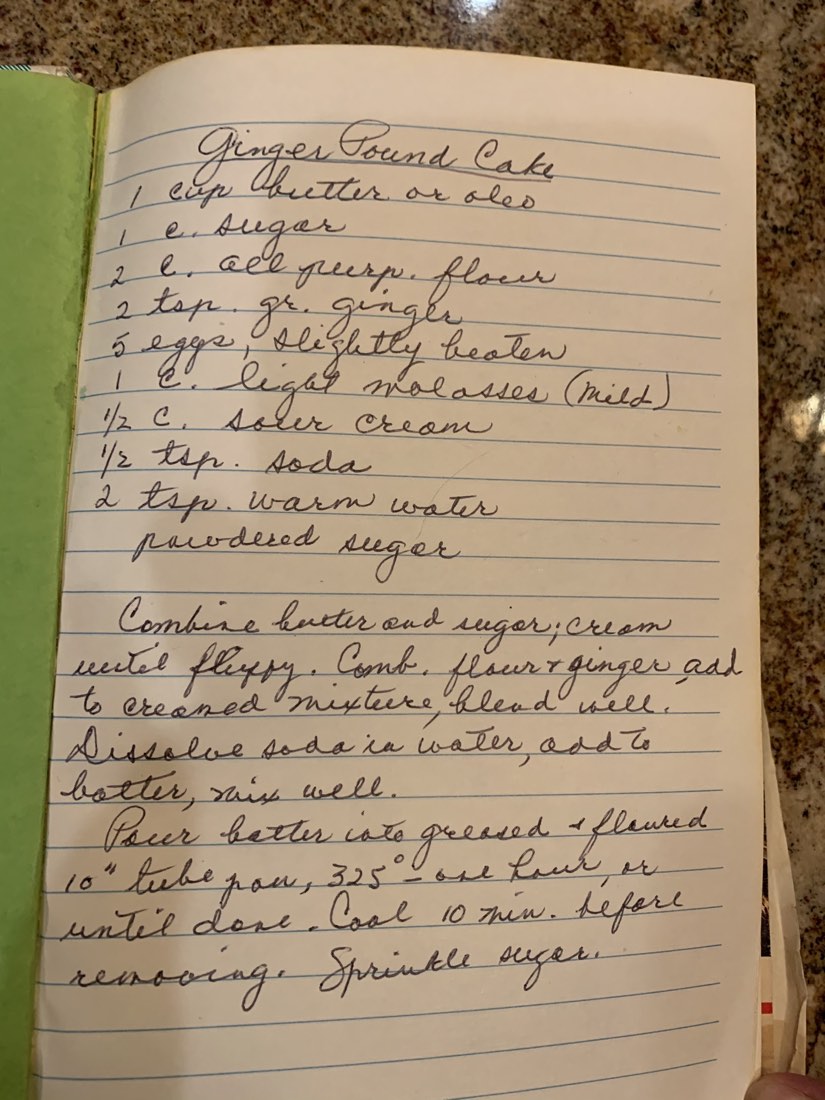 Ginger Pound Cake
1 cup butter or oleo
1 c. sugar
2 c. all purp. flour
2 tsp. gr. ginger
5 eggs, slightly beaten
1 c. light molasses (mild)
1/2 c. sour cream
1/2 tsp. soda
2 tsp. warm water
powdered sugar
Combine butter and sugar; cream
until fluffy. Comb. flour + ginger, add
to creamed mixture, blend well.
Dissolve soda in water, add to
batter, mix well.
Pour batter into greased + floured
10" tube pan, 325° - one hour, or
until done. Cool 10 min. before
removing. Sprinkle sugar.